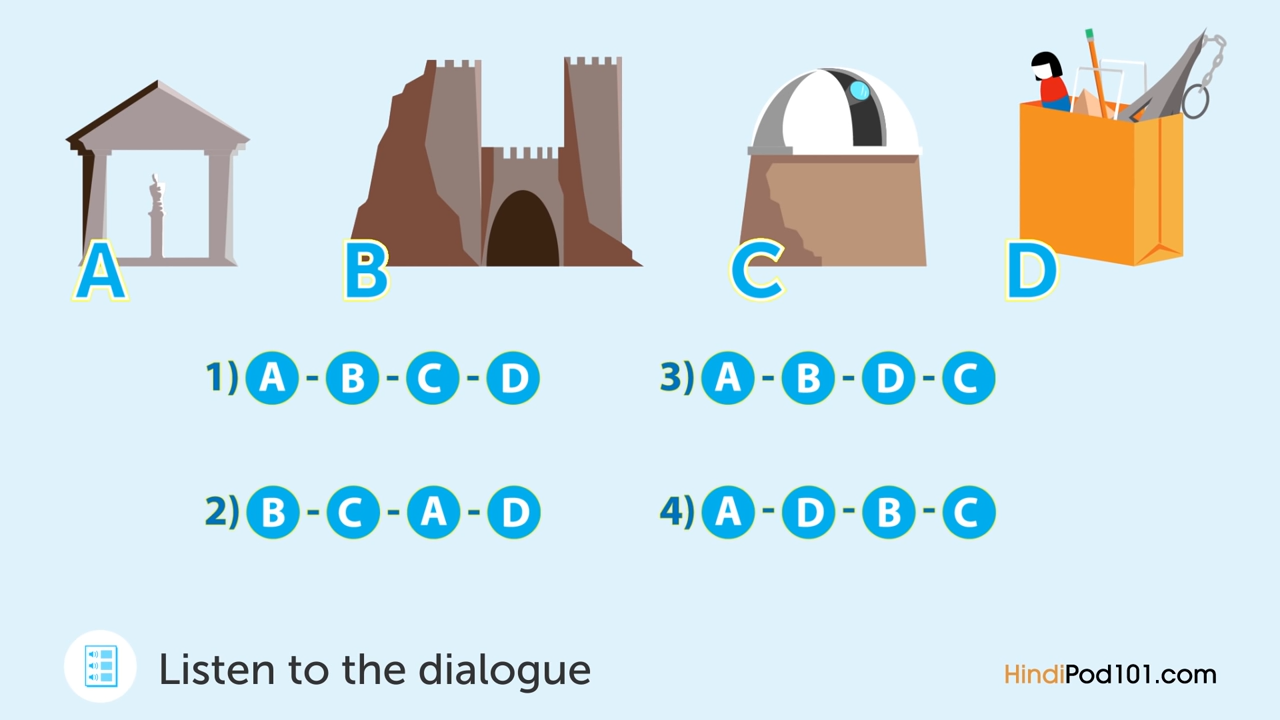 A
B
C
D
1) A - B - C - D
3) A - B - D - C
2) B - C - A - D
4) A - D - B - C
Listen to the dialogue
HindiPod101.com